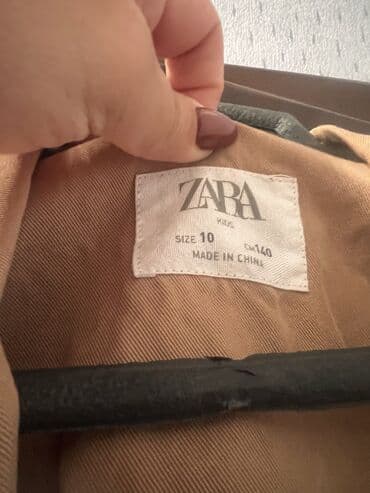 ZARA
KIDS
SIZE 10 CM 140
MADE IN CHINA